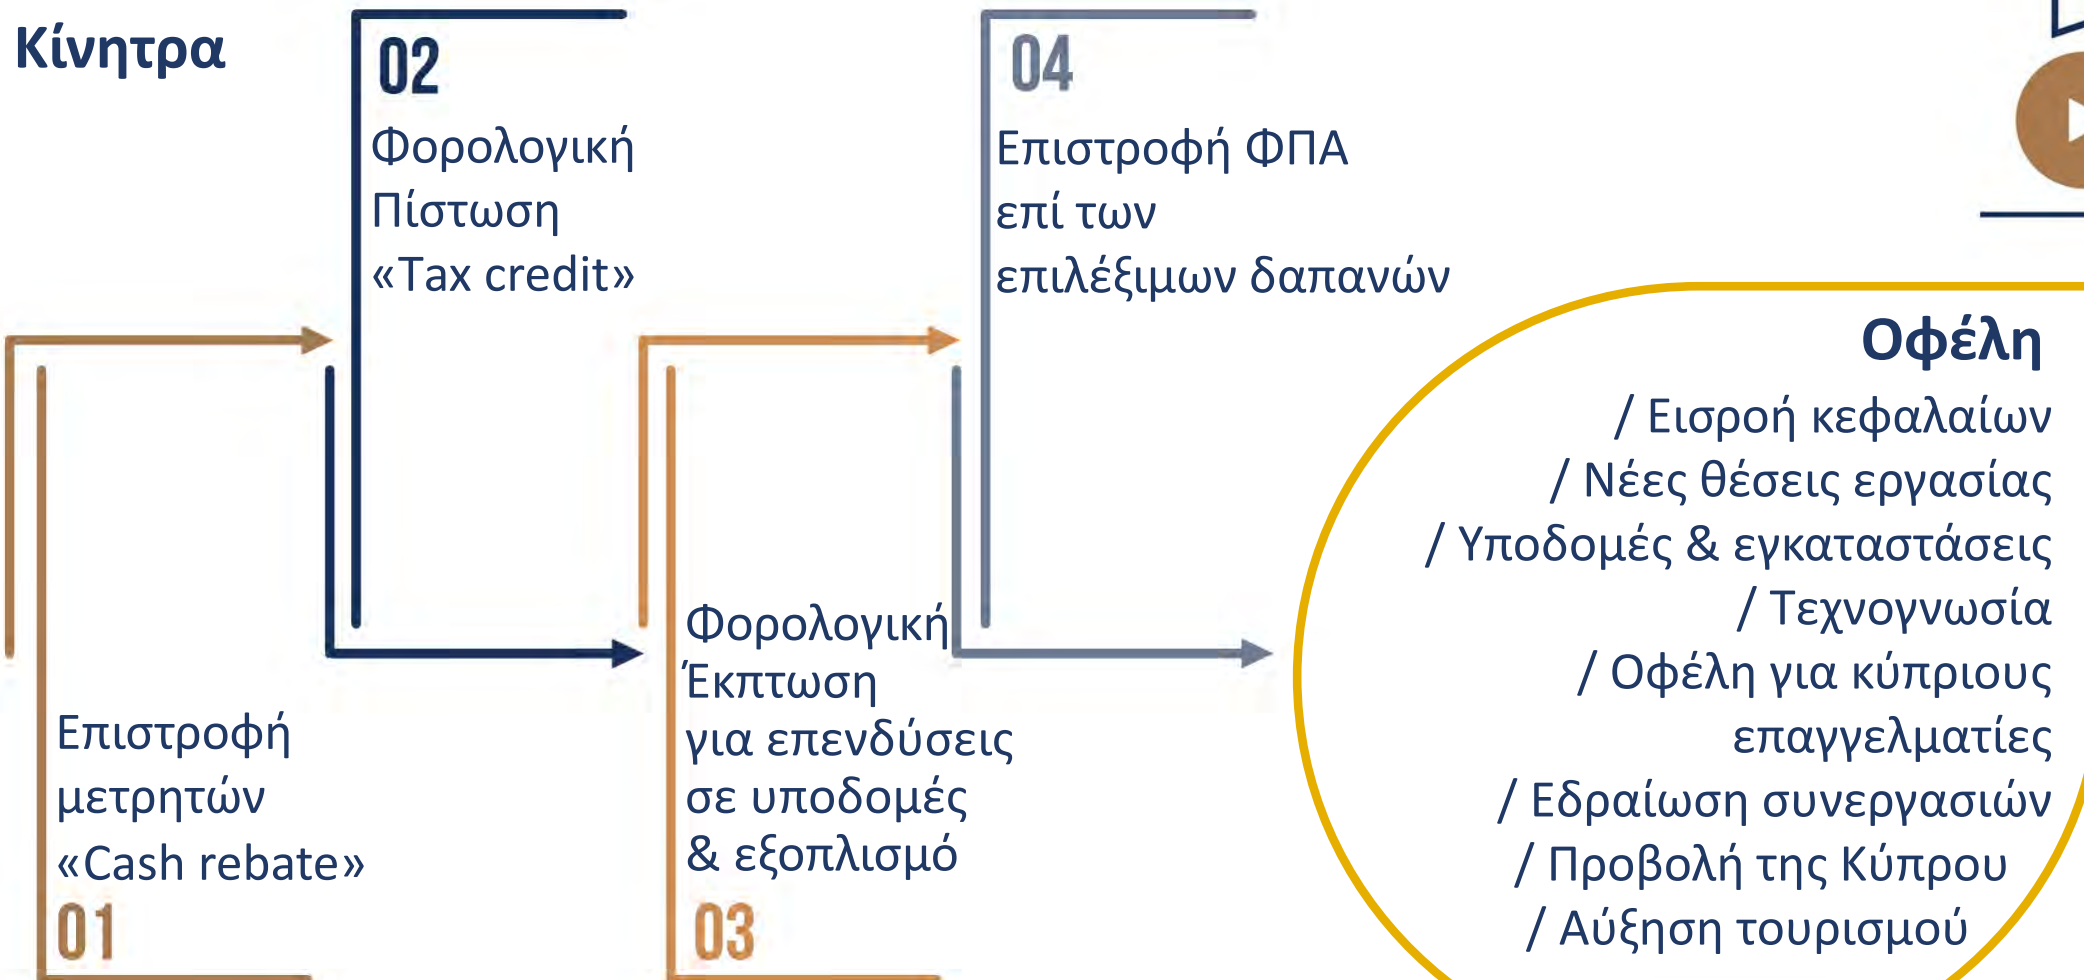 Κίνητρα
01
Επιστροφή
μετρητών
«Cash rebate»
02
Φορολογική
Πίστωση
«Tax credit»
03
Φορολογική
Έκπτωση
για επενδύσεις
σε υποδομές
& εξοπλισμό
04
Επιστροφή ΦΠΑ
επί των
επιλέξιμων δαπανών
Οφέλη
/ Εισροή κεφαλαίων
/ Νέες θέσεις εργασίας
/ Υποδομές & εγκαταστάσεις
/ Τεχνογνωσία
/ Οφέλη για κύπριους
επαγγελματίες
/ Εδραίωση συνεργασιών
/ Προβολή της Κύπρου
/ Αύξηση τουρισμού